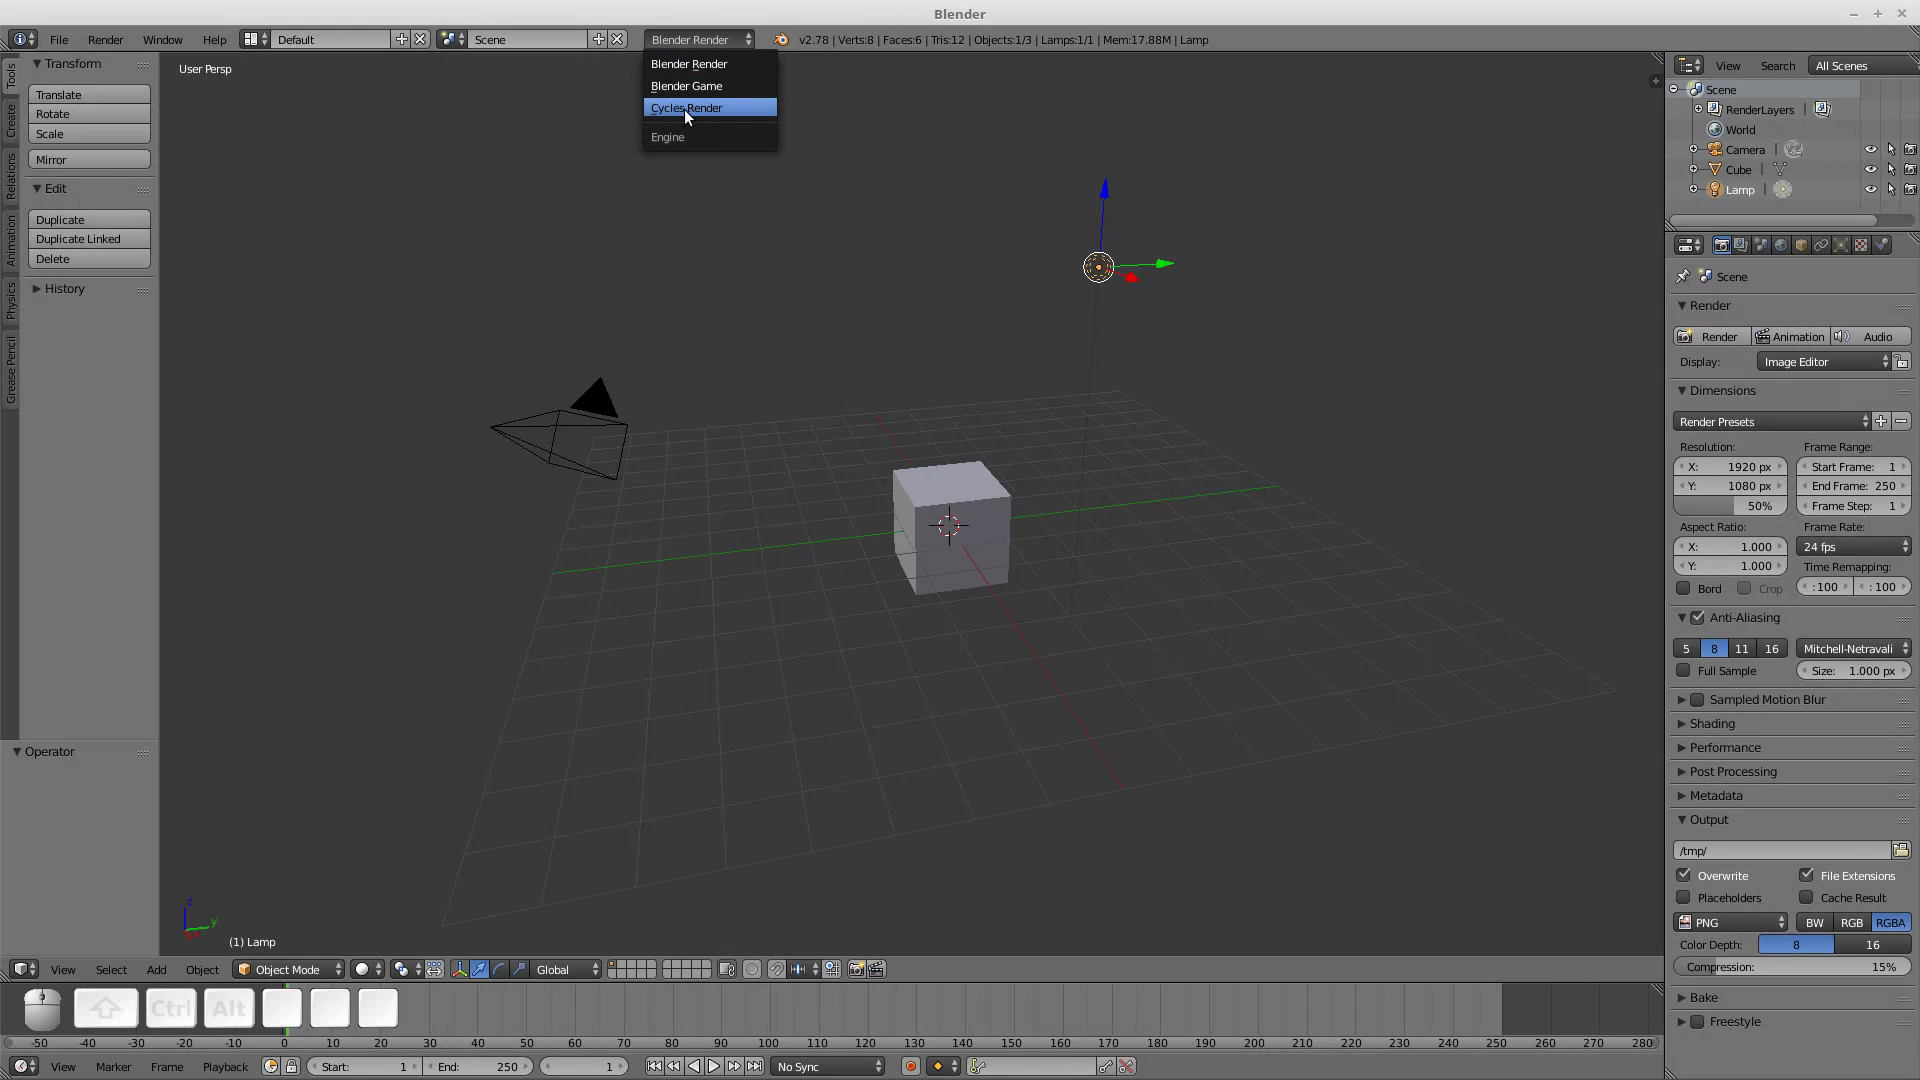 Blender
File Render Window Help Default Scene Blender Render v2.78 | Verts:8 | Faces:6 | Tris:12 | Objects:1/3 | Lamps:1/1 | Mem:17.88M | Lamp
Blender Render
Blender Game
Cycles Render
Engine
Tools
Create
Relations
Animation
Physics
Grease Pencil
Transform
Translate
Rotate
Scale
Mirror
Edit
Duplicate
Duplicate Linked
Delete
History
Operator
User Persp
z
y
(1) Lamp
View Search All Scenes
Scene
RenderLayers
World
Camera
Cube
Lamp
Scene
Render
Render Animation Audio
Display: Image Editor
Dimensions
Render Presets
Resolution: Frame Range:
X: 1920 px Start Frame: 1
Y: 1080 px End Frame: 250
50% Frame Step: 1
Aspect Ratio: Frame Rate:
X: 1.000 24 fps
Y: 1.000 Time Remapping:
Bord Crop :100 :100
Anti-Aliasing
5 8 11 16 Mitchell-Netravali
Full Sample Size: 1.000 px
Sampled Motion Blur
Shading
Performance
Post Processing
Metadata
Output
/tmp/
Overwrite File Extensions
Placeholders Cache Result
PNG BW RGB RGBA
Color Depth: 8 16
Compression: 15%
Bake
Freestyle
View Select Add Object Object Mode Global
Ctrl Alt
-50 -40 -30 -20 -10 0 10 20 30 40 50 60 70 80 90 100 110 120 130 140 150 160 170 180 190 200 210 220 230 240 250 260 270 280
View Marker Frame Playback Start: 1 End: 250 1 No Sync